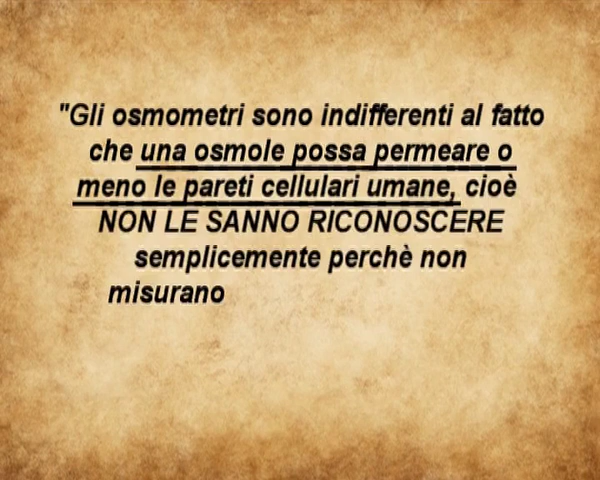 "Gli osmometri sono indifferenti al fatto
che una osmole possa permeare o
meno le pareti cellulari umane, cioè
NON LE SANNO RICONOSCERE
semplicemente perchè non
misurano